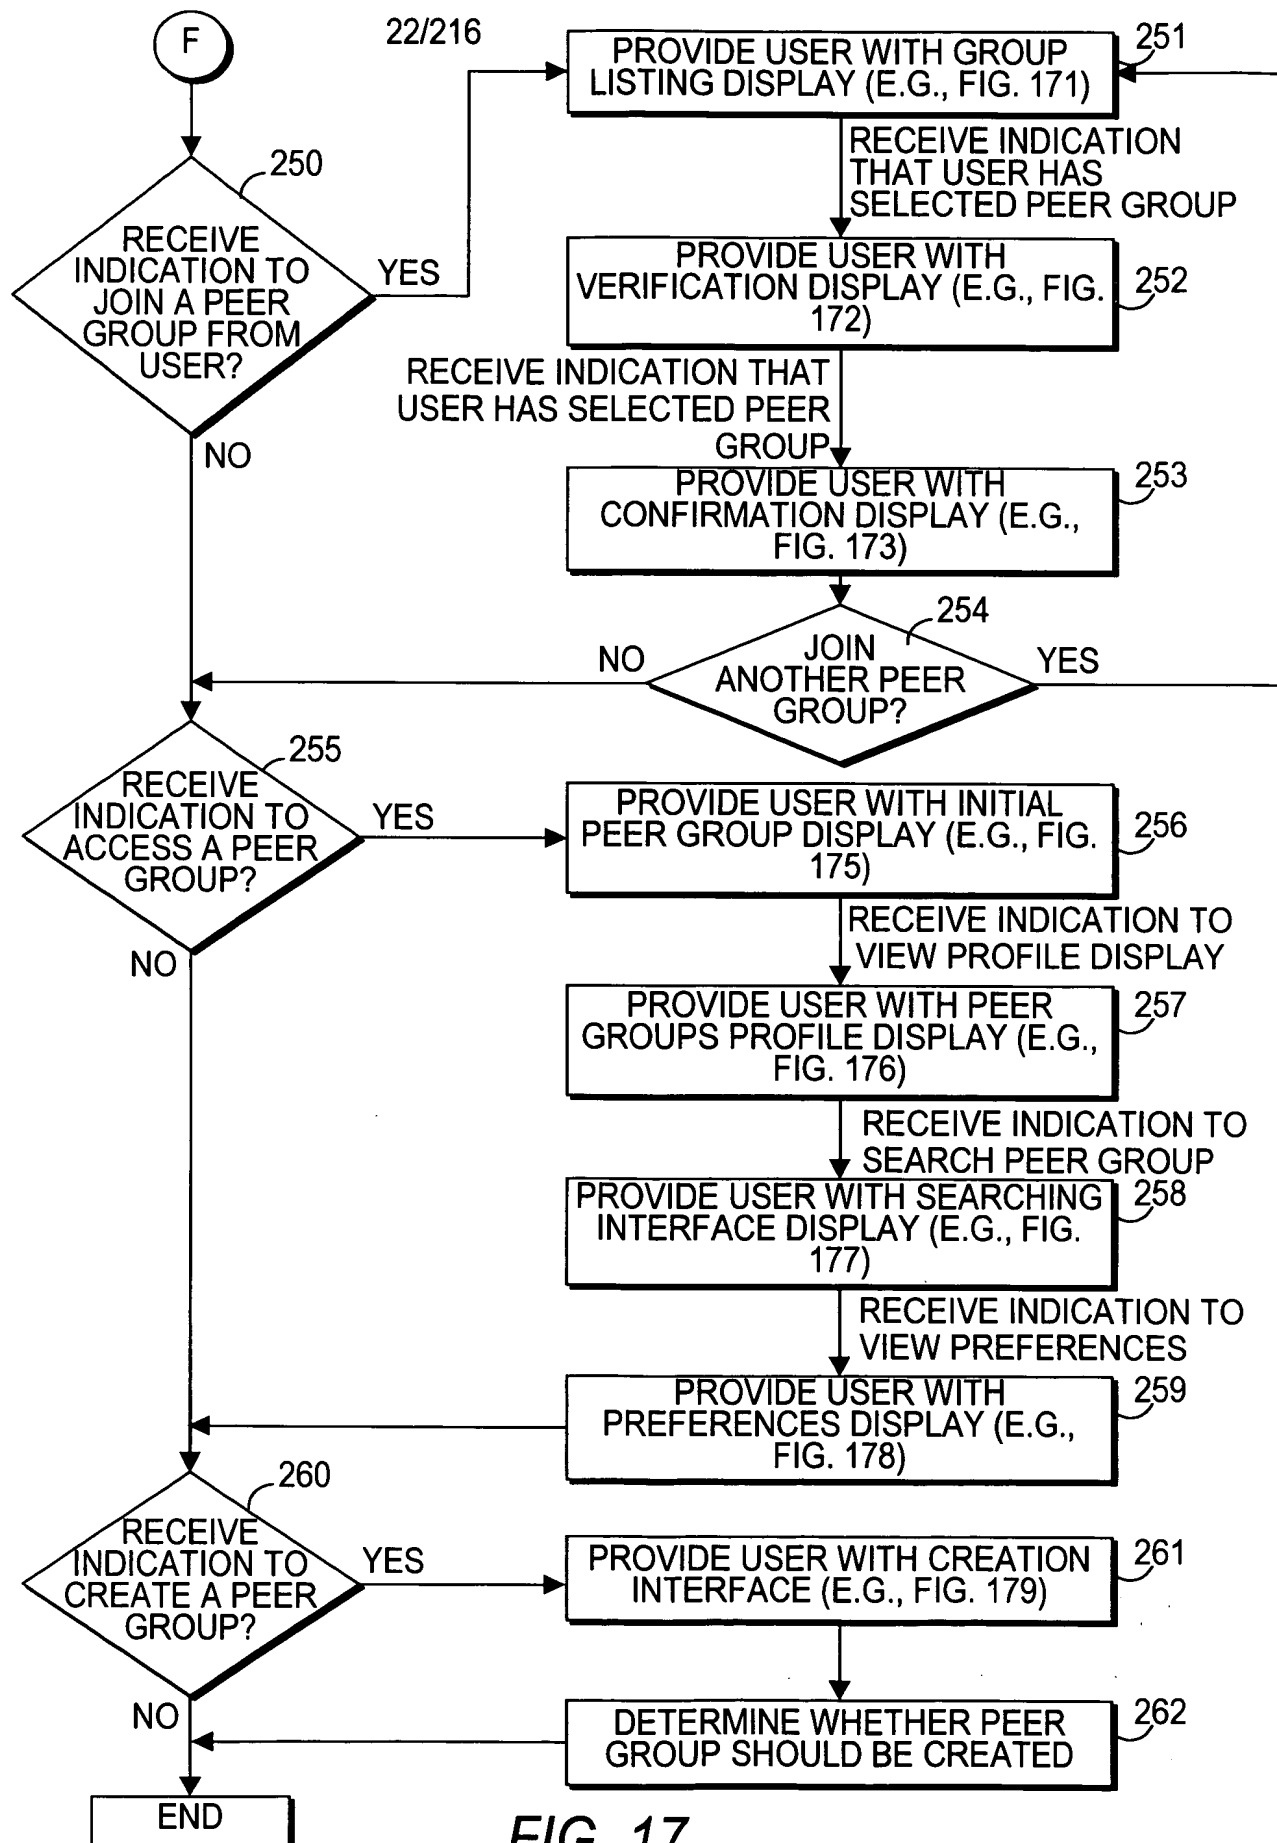 F
22/216
PROVIDE USER WITH GROUP
LISTING DISPLAY (E.G., FIG. 171)
251
RECEIVE INDICATION
THAT USER HAS
SELECTED PEER GROUP
250
RECEIVE
INDICATION TO
JOIN A PEER
GROUP FROM
USER?
YES
NO
PROVIDE USER WITH
VERIFICATION DISPLAY (E.G., FIG.
172)
252
RECEIVE INDICATION THAT
USER HAS SELECTED PEER
GROUP
PROVIDE USER WITH
CONFIRMATION DISPLAY (E.G.,
FIG. 173)
253
254
JOIN
ANOTHER PEER
GROUP?
NO
YES
255
RECEIVE
INDICATION TO
ACCESS A PEER
GROUP?
YES
NO
PROVIDE USER WITH INITIAL
PEER GROUP DISPLAY (E.G., FIG.
175)
256
RECEIVE INDICATION TO
VIEW PROFILE DISPLAY
PROVIDE USER WITH PEER
GROUPS PROFILE DISPLAY (E.G.,
FIG. 176)
257
RECEIVE INDICATION TO
SEARCH PEER GROUP
PROVIDE USER WITH SEARCHING
INTERFACE DISPLAY (E.G., FIG.
177)
258
RECEIVE INDICATION TO
VIEW PREFERENCES
PROVIDE USER WITH
PREFERENCES DISPLAY (E.G.,
FIG. 178)
259
260
RECEIVE
INDICATION TO
CREATE A PEER
GROUP?
YES
NO
PROVIDE USER WITH CREATION
INTERFACE (E.G., FIG. 179)
261
DETERMINE WHETHER PEER
GROUP SHOULD BE CREATED
262
END
FIG. 17